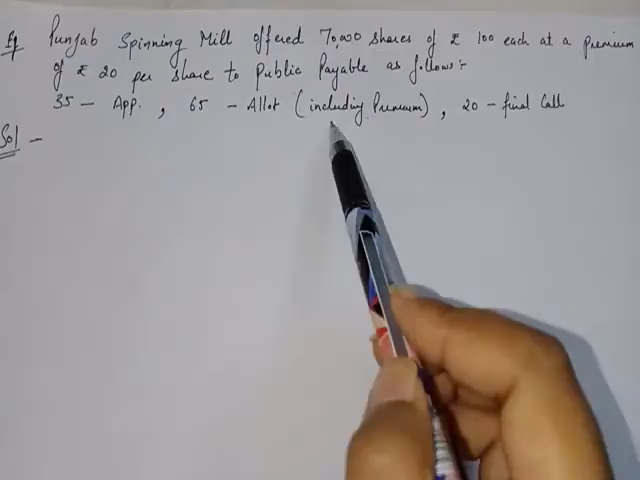 Eg Punjab Spinning Mill offered 70,000 shares of ₹ 100 each at a premium
of ₹ 20 per share to public Payable as follows:-
35 - App. , 65 - Allot (including Premium) , 20 - final Call
Sol -